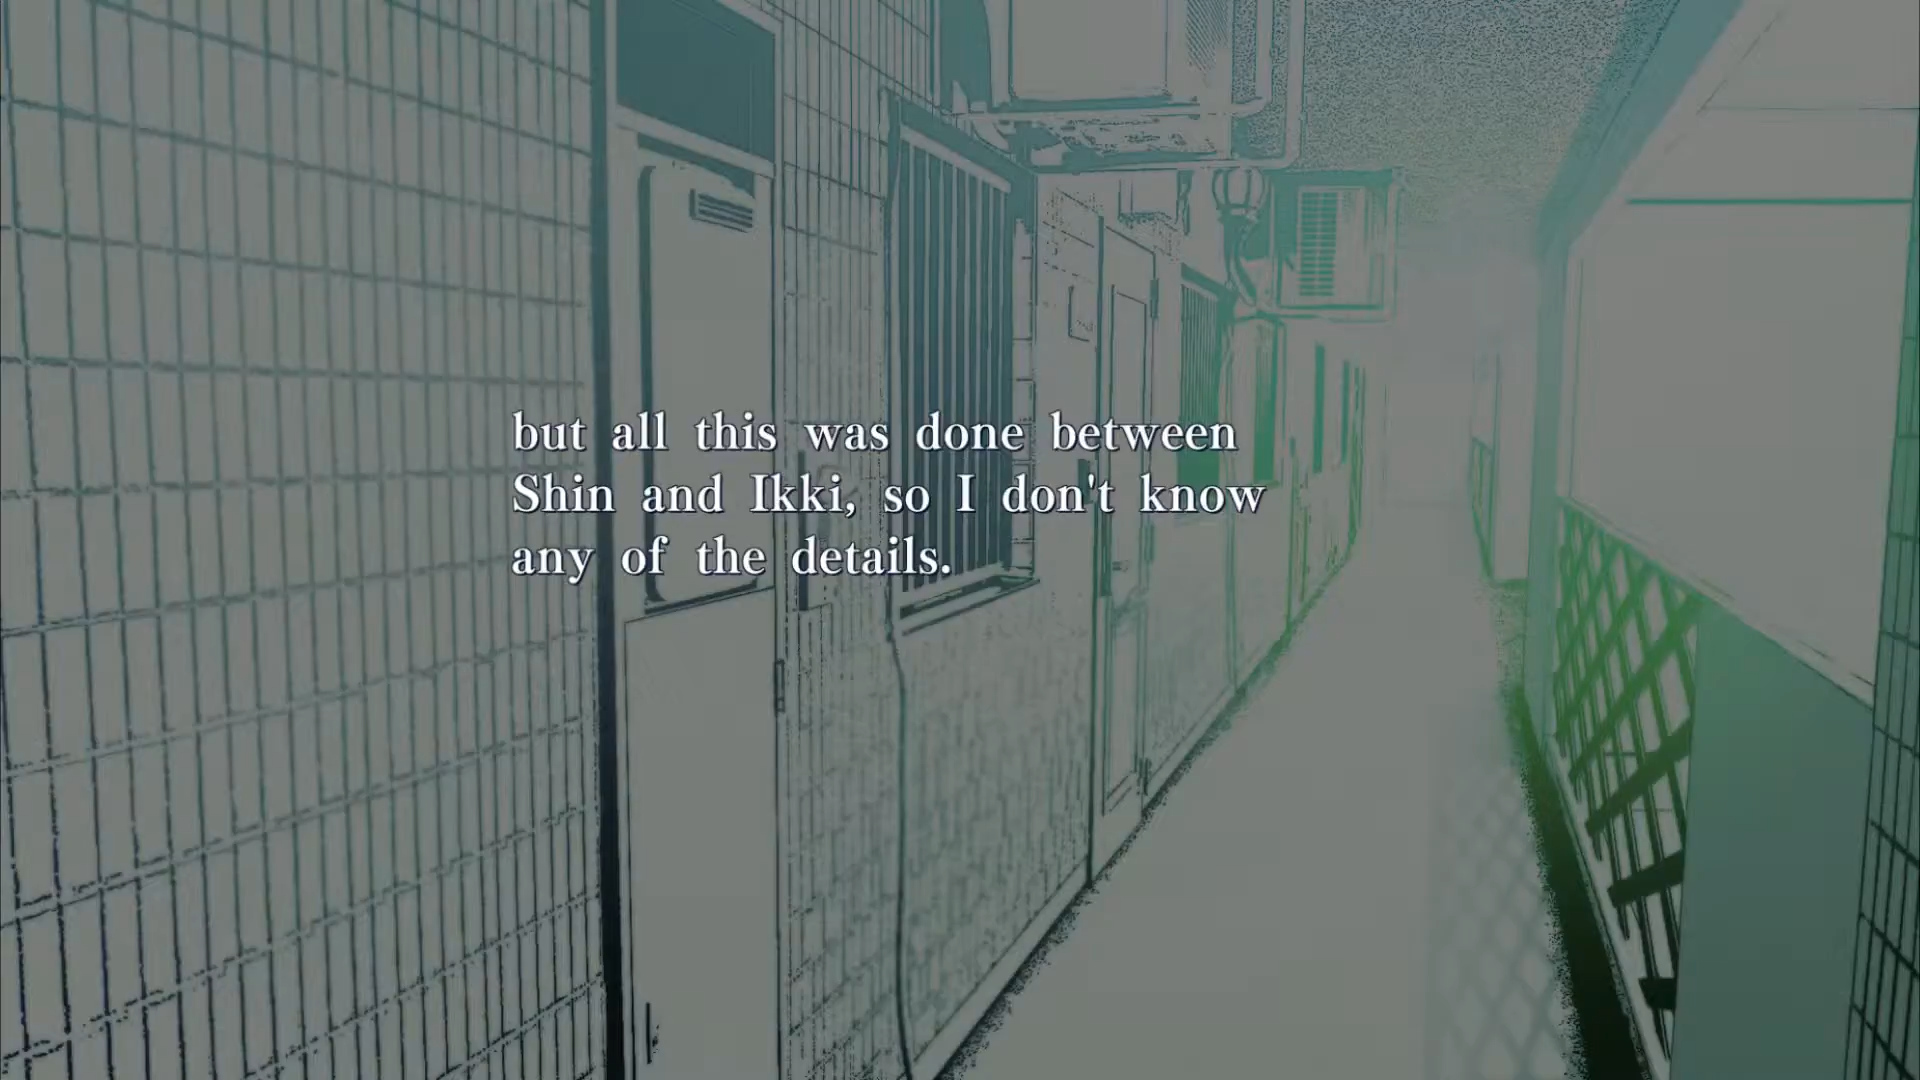 but all this was done between
Shin and Ikki, so I don't know
any of the details.